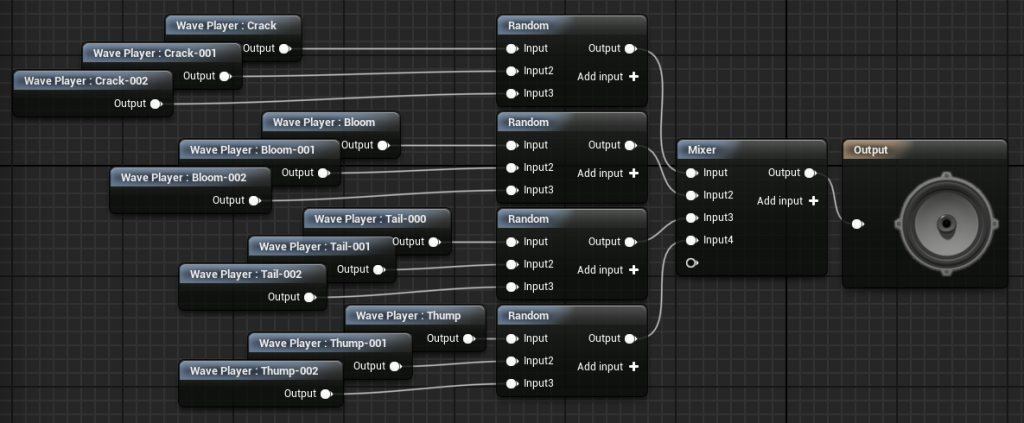 Wave Player : Crack
Output
Wave Player : Crack-001
Output
Wave Player : Crack-002
Output
Random
Input
Output
Input2
Add input
Input3
Wave Player : Bloom
Output
Wave Player : Bloom-001
Output
Wave Player : Bloom-002
Output
Random
Input
Output
Input2
Add input
Input3
Wave Player : Tail-000
Output
Wave Player : Tail-001
Output
Wave Player : Tail-002
Output
Random
Input
Output
Input2
Add input
Input3
Wave Player : Thump
Output
Wave Player : Thump-001
Output
Wave Player : Thump-002
Output
Random
Input
Output
Input2
Add input
Input3
Mixer
Input
Output
Input2
Add input
Input3
Input4
Output